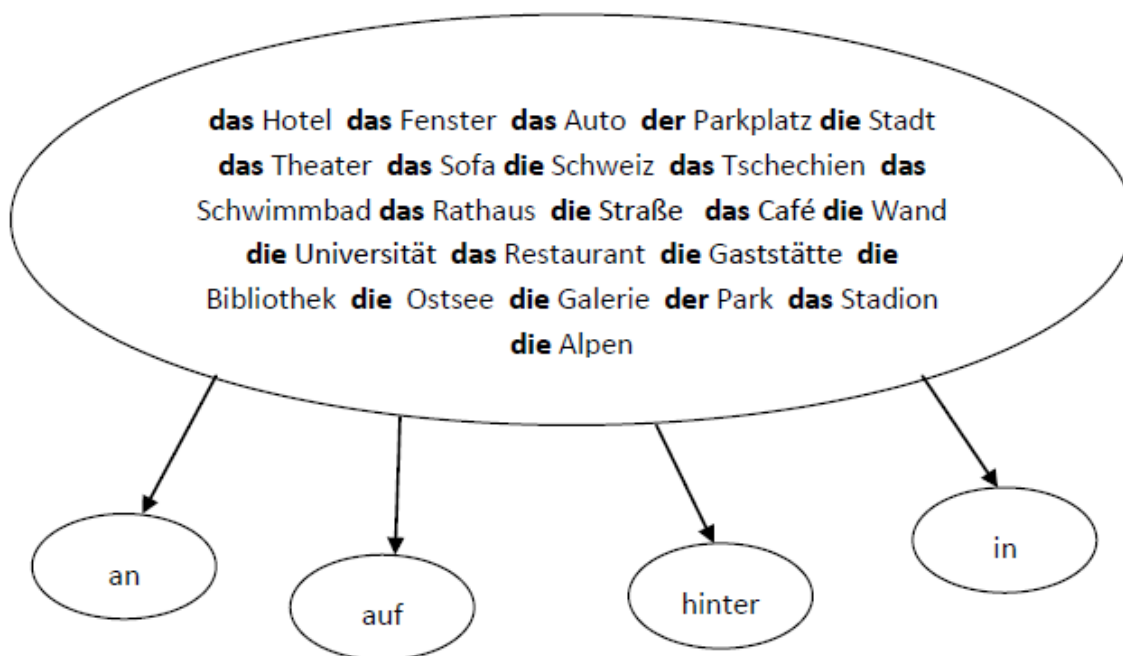 das Hotel das Fenster das Auto der Parkplatz die Stadt
das Theater das Sofa die Schweiz das Tschechien das
Schwimmbad das Rathaus die Straße das Café die Wand
die Universität das Restaurant die Gaststätte die
Bibliothek die Ostsee die Galerie der Park das Stadion
die Alpen
an
auf
hinter
in